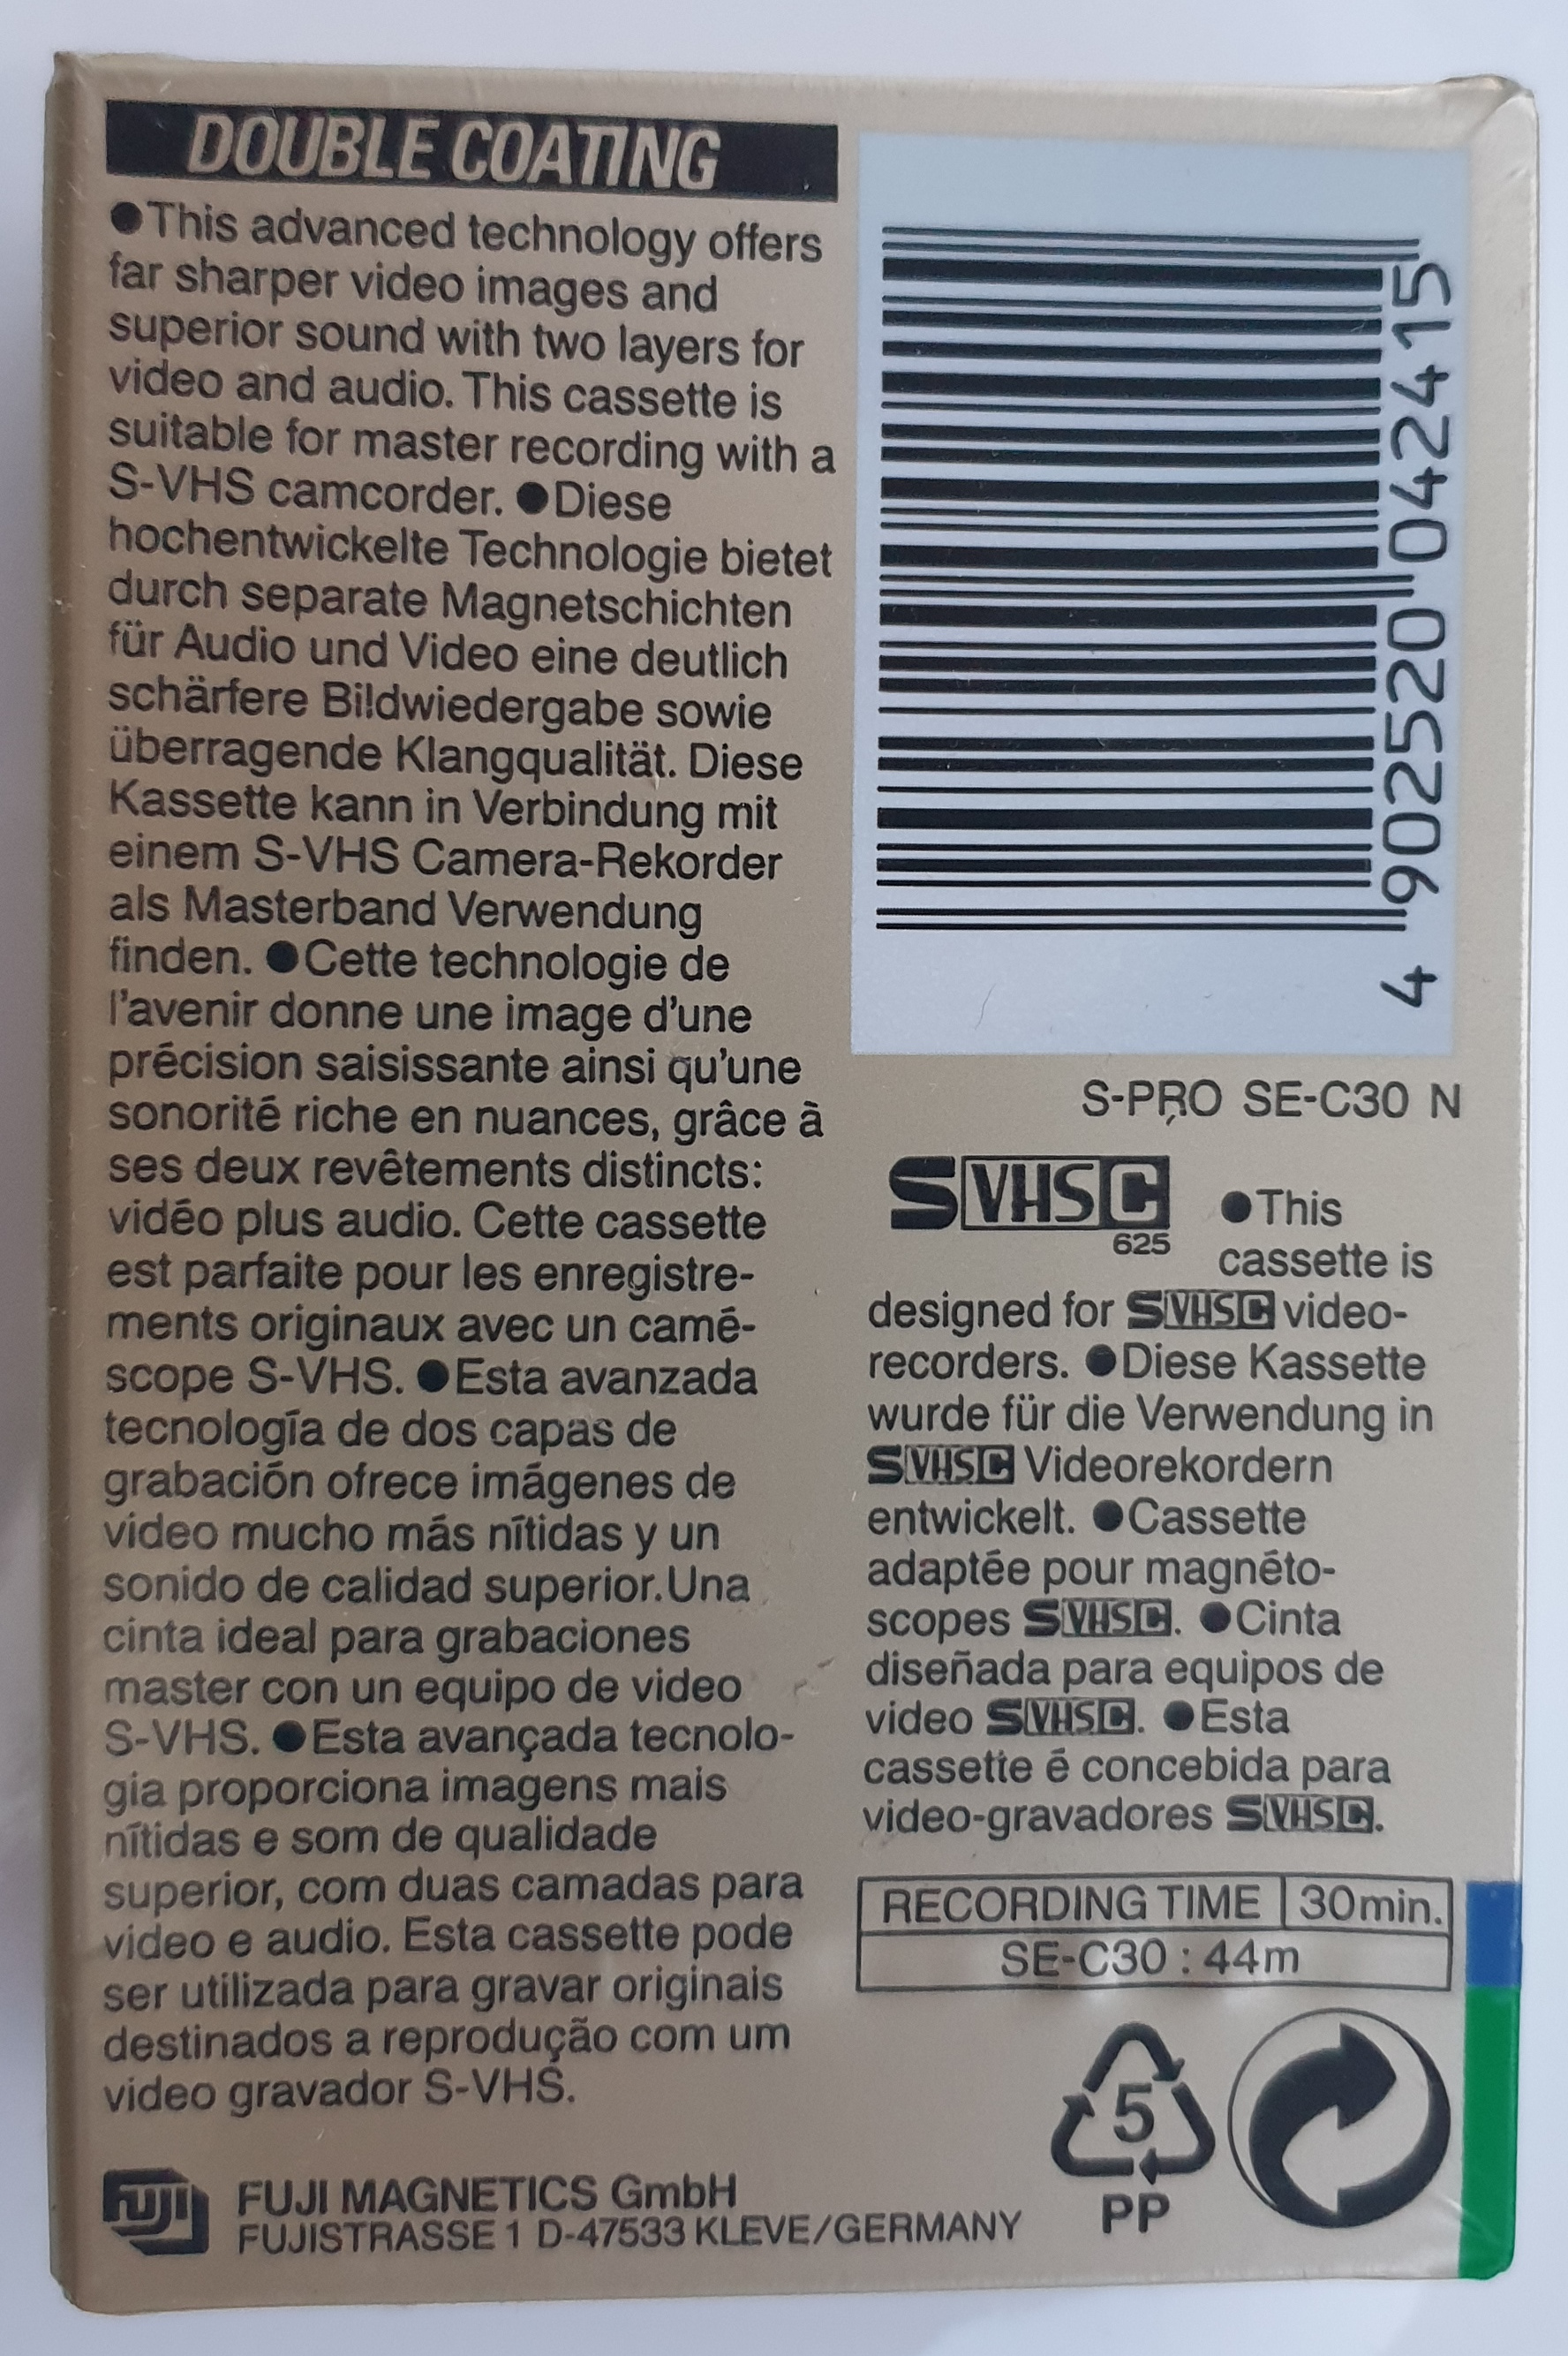 DOUBLE COATING
●This advanced technology offers
far sharper video images and
superior sound with two layers for
video and audio. This cassette is
suitable for master recording with a
S-VHS camcorder. ●Diese
hochentwickelte Technologie bietet
durch separate Magnetschichten
für Audio und Video eine deutlich
schärfere Bildwiedergabe sowie
überragende Klangqualität. Diese
Kassette kann in Verbindung mit
einem S-VHS Camera-Rekorder
als Masterband Verwendung
finden. ●Cette technologie de
l'avenir donne une image d'une
précision saisissante ainsi qu'une
sonorité riche en nuances, grâce à
ses deux revêtements distincts:
vidéo plus audio. Cette cassette
est parfaite pour les enregistre-
ments originaux avec un camé-
scope S-VHS. ●Esta avanzada
tecnología de dos capas de
grabación ofrece imágenes de
video mucho más nítidas y un
sonido de calidad superior.Una
cinta ideal para grabaciones
master con un equipo de video
S-VHS. ●Esta avançada tecnolo-
gia proporciona imagens mais
nítidas e som de qualidade
superior, com duas camadas para
video e audio. Esta cassette pode
ser utilizada para gravar originais
destinados a reprodução com um
video gravador S-VHS.
FUJI
FUJI MAGNETICS GmbH
FUJISTRASSE 1 D-47533 KLEVE/GERMANY
4 902520 042415
S-PRO SE-C30 N
S VHS C
625
●This
cassette is
designed for S VHS C video-
recorders. ●Diese Kassette
wurde für die Verwendung in
S VHS C Videorekordern
entwickelt. ●Cassette
adaptée pour magnéto-
scopes S VHS C. ●Cinta
diseñada para equipos de
video S VHS C. ●Esta
cassette é concebida para
video-gravadores S VHS C.
RECORDING TIME 30min.
SE-C30 : 44m
5
PP